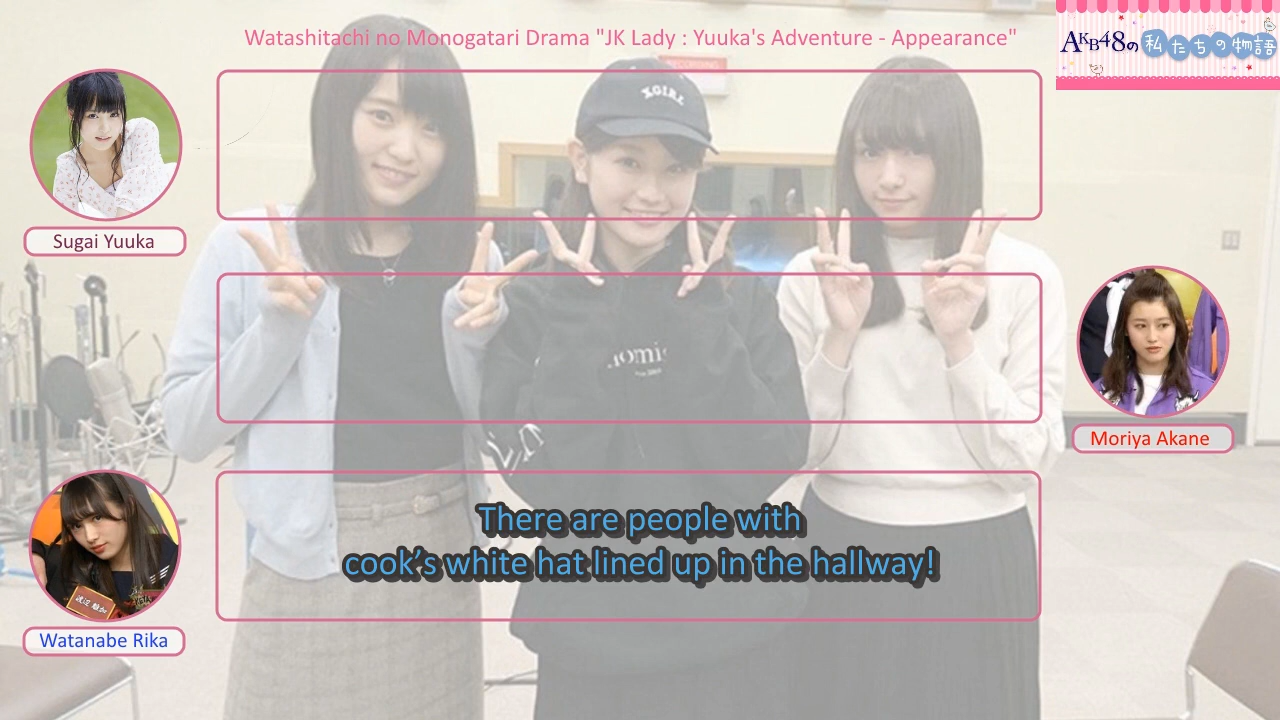 Watashitachi no Monogatari Drama "JK Lady : Yuuka's Adventure - Appearance"
AKB48の私たちの物語
RECORDING
XGIRL
Sugai Yuuka
Moriya Akane
There are people with
cook’s white hat lined up in the hallway!
Watanabe Rika